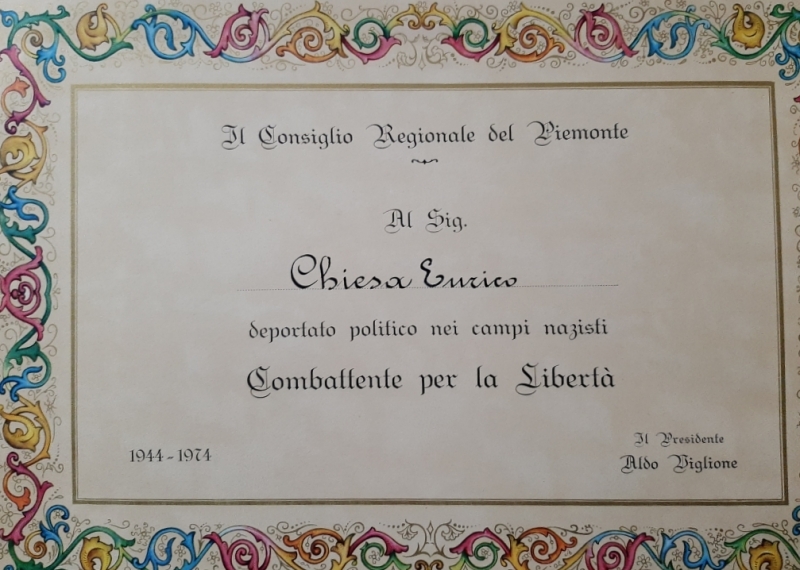 Il Consiglio Regionale del Piemonte
Al Sig.
Chiesa Enrico
deportato politico nei campi nazisti
Combattente per la Libertà
1944 - 1974
Il Presidente
Aldo Viglione